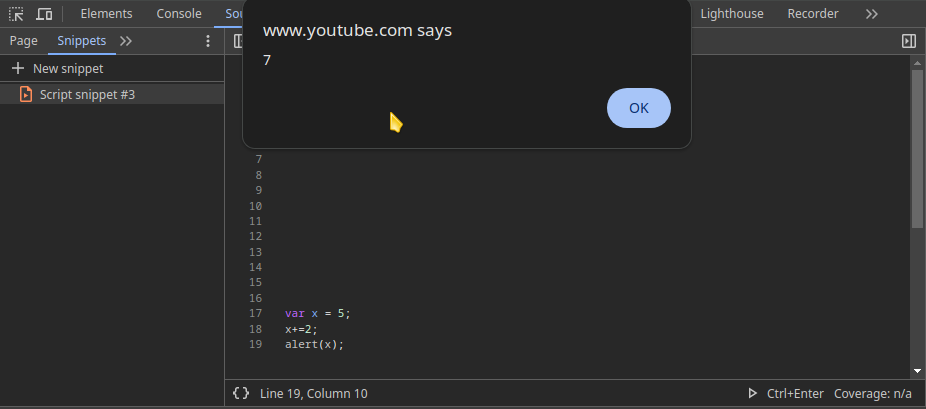 Elements Console Sou Lighthouse Recorder
www.youtube.com says
7
OK
Page Snippets
New snippet
Script snippet #3
7
8
9
10
11
12
13
14
15
16
17 var x = 5;
18 x+=2;
19 alert(x);
{} Line 19, Column 10 Ctrl+Enter Coverage: n/a